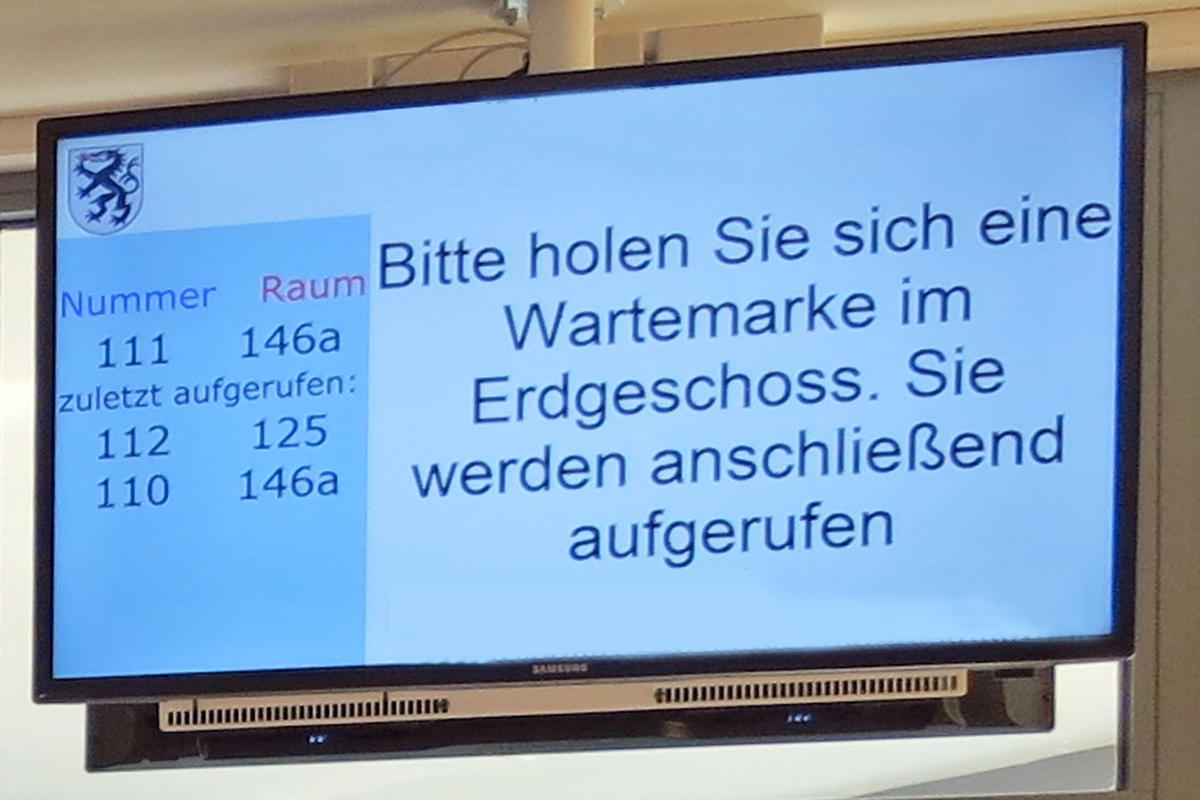 Nummer Raum
111 146a
zuletzt aufgerufen:
112 125
110 146a
Bitte holen Sie sich eine
Wartemarke im
Erdgeschoss. Sie
werden anschließend
aufgerufen
SAMSUNG